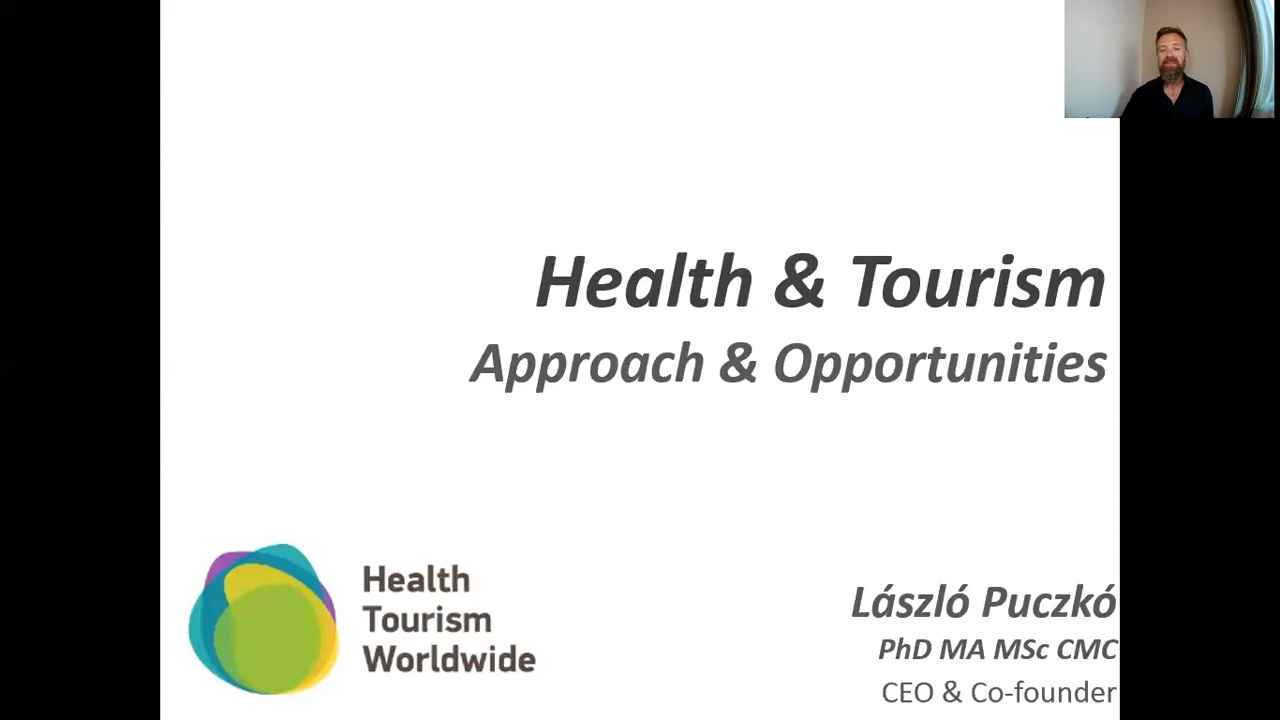 Health & Tourism
Approach & Opportunities
Health
Tourism
Worldwide
László Puczkó
PhD MA MSc CMC
CEO & Co-founder